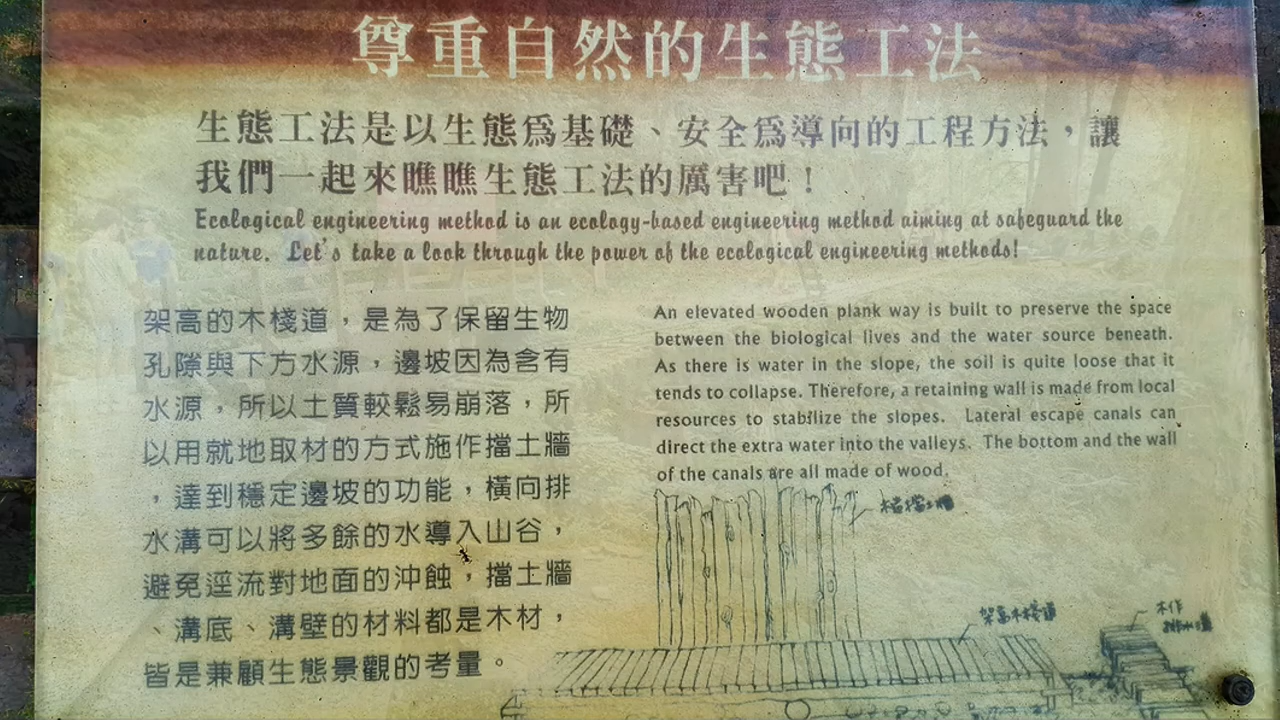 尊重自然的生態工法
生態工法是以生態為基礎、安全為導向的工程方法，讓
我們一起來瞧瞧生態工法的厲害吧！
Ecological engineering method is an ecology-based engineering method aiming at safeguard the
nature. Let's take a look through the power of the ecological engineering methods!
架高的木棧道，是為了保留生物
孔隙與下方水源，邊坡因為含有
水源，所以土質較鬆易崩落，所
以用就地取材的方式施作擋土牆
，達到穩定邊坡的功能，橫向排
水溝可以將多餘的水導入山谷，
避免逕流對地面的沖蝕，擋土牆
、溝底、溝壁的材料都是木材，
皆是兼顧生態景觀的考量。
An elevated wooden plank way is built to preserve the space
between the biological lives and the water source beneath.
As there is water in the slope, the soil is quite loose that it
tends to collapse. Therefore, a retaining wall is made from local
resources to stabilize the slopes. Lateral escape canals can
direct the extra water into the valleys. The bottom and the wall
of the canals are all made of wood.
架高木棧道
木作